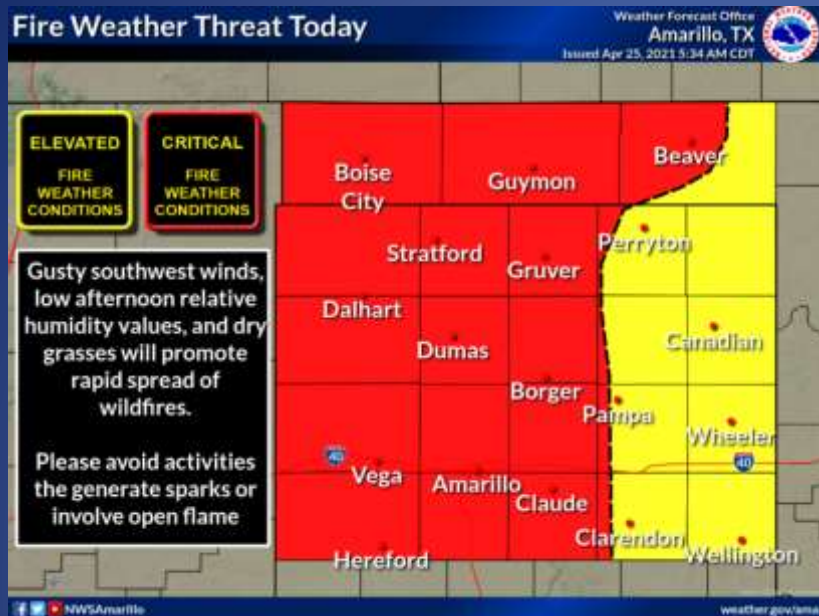 Fire Weather Threat Today
Weather Forecast Office
Amarillo, TX
Issued Apr 25, 2021 5:34 AM CDT
ELEVATED
FIRE
WEATHER
CONDITIONS
CRITICAL
FIRE
WEATHER
CONDITIONS
Gusty southwest winds,
low afternoon relative
humidity values, and dry
grasses will promote
rapid spread of
wildfires.
Please avoid activities
the generate sparks or
involve open flame
Boise
City
Guymon
Beaver
Stratford
Gruver
Perryton
Dalhart
Dumas
Canadian
Borger
Pampa
Wheeler
40
40
Vega
Amarillo
Claude
Hereford
Clarendon
Wellington
NWSAmarillo
weather.gov/ama